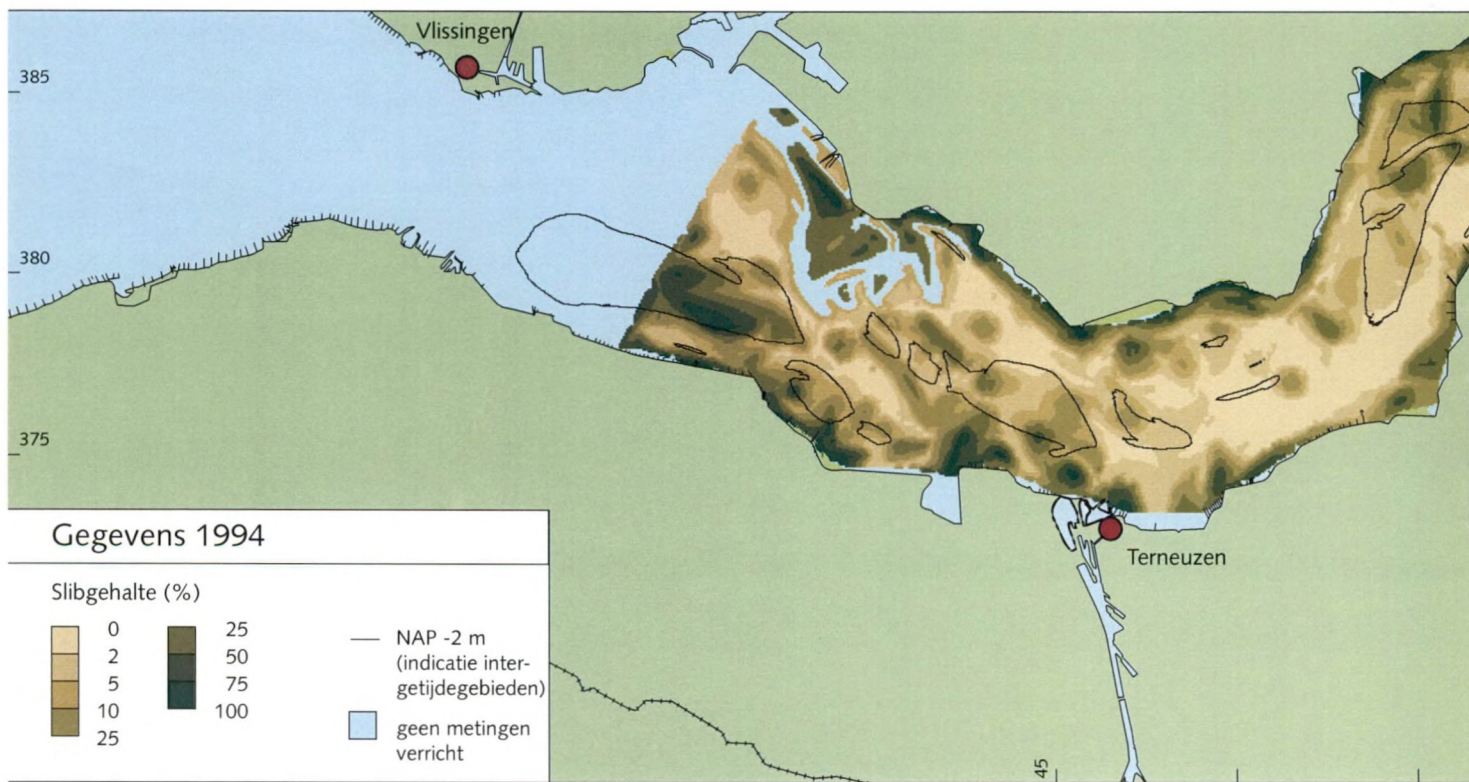 Vlissingen
385
380
375
Terneuzen
45
Gegevens 1994
Slibgehalte (%)
0
2
5
10
25
25
50
75
100
NAP -2 m
(indicatie inter-
getijdegebieden)
geen metingen
verricht